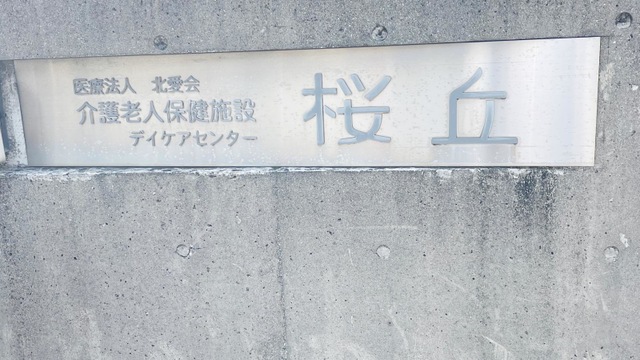 医療法人 北愛会
介護老人保健施設
デイケアセンター
桜丘